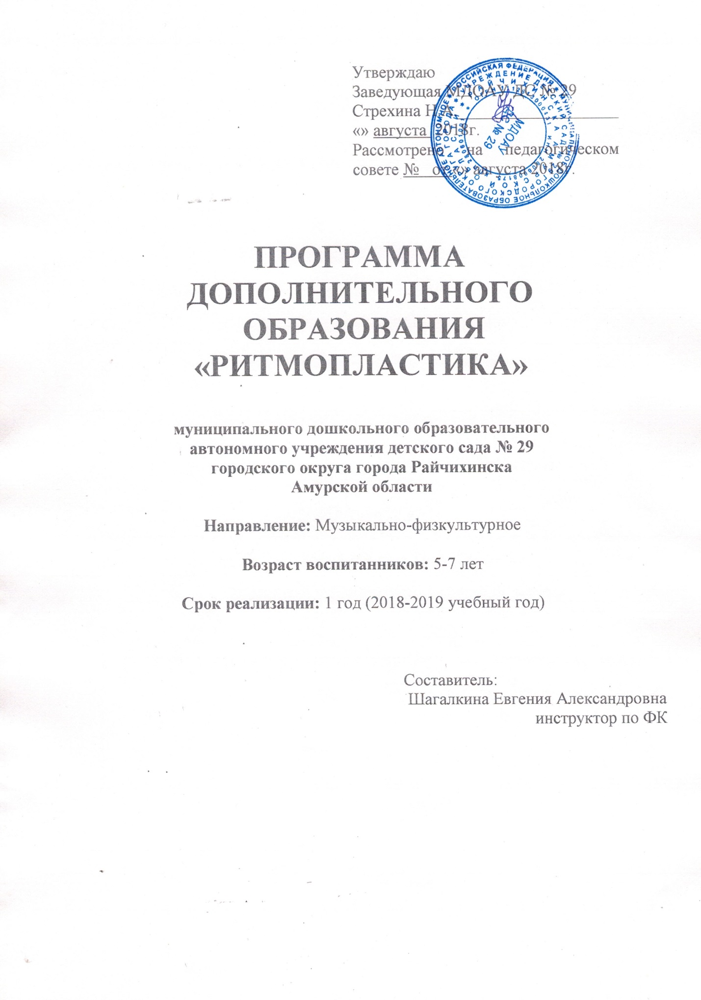 Утверждаю
Заведующая МДОАУ ДС № 29
Стрехина Н.А.
«» августа 2018г.
Рассмотрено на педагогическом
совете № от «» августа 2018г.
МДОАУ
ДС № 29
ПРОГРАММА
ДОПОЛНИТЕЛЬНОГО
ОБРАЗОВАНИЯ
«РИТМОПЛАСТИКА»
муниципального дошкольного образовательного
автономного учреждения детского сада № 29
городского округа города Райчихинска
Амурской области
Направление: Музыкально-физкультурное
Возраст воспитанников: 5-7 лет
Срок реализации: 1 год (2018-2019 учебный год)
Составитель:
Шагалкина Евгения Александровна
инструктор по ФК